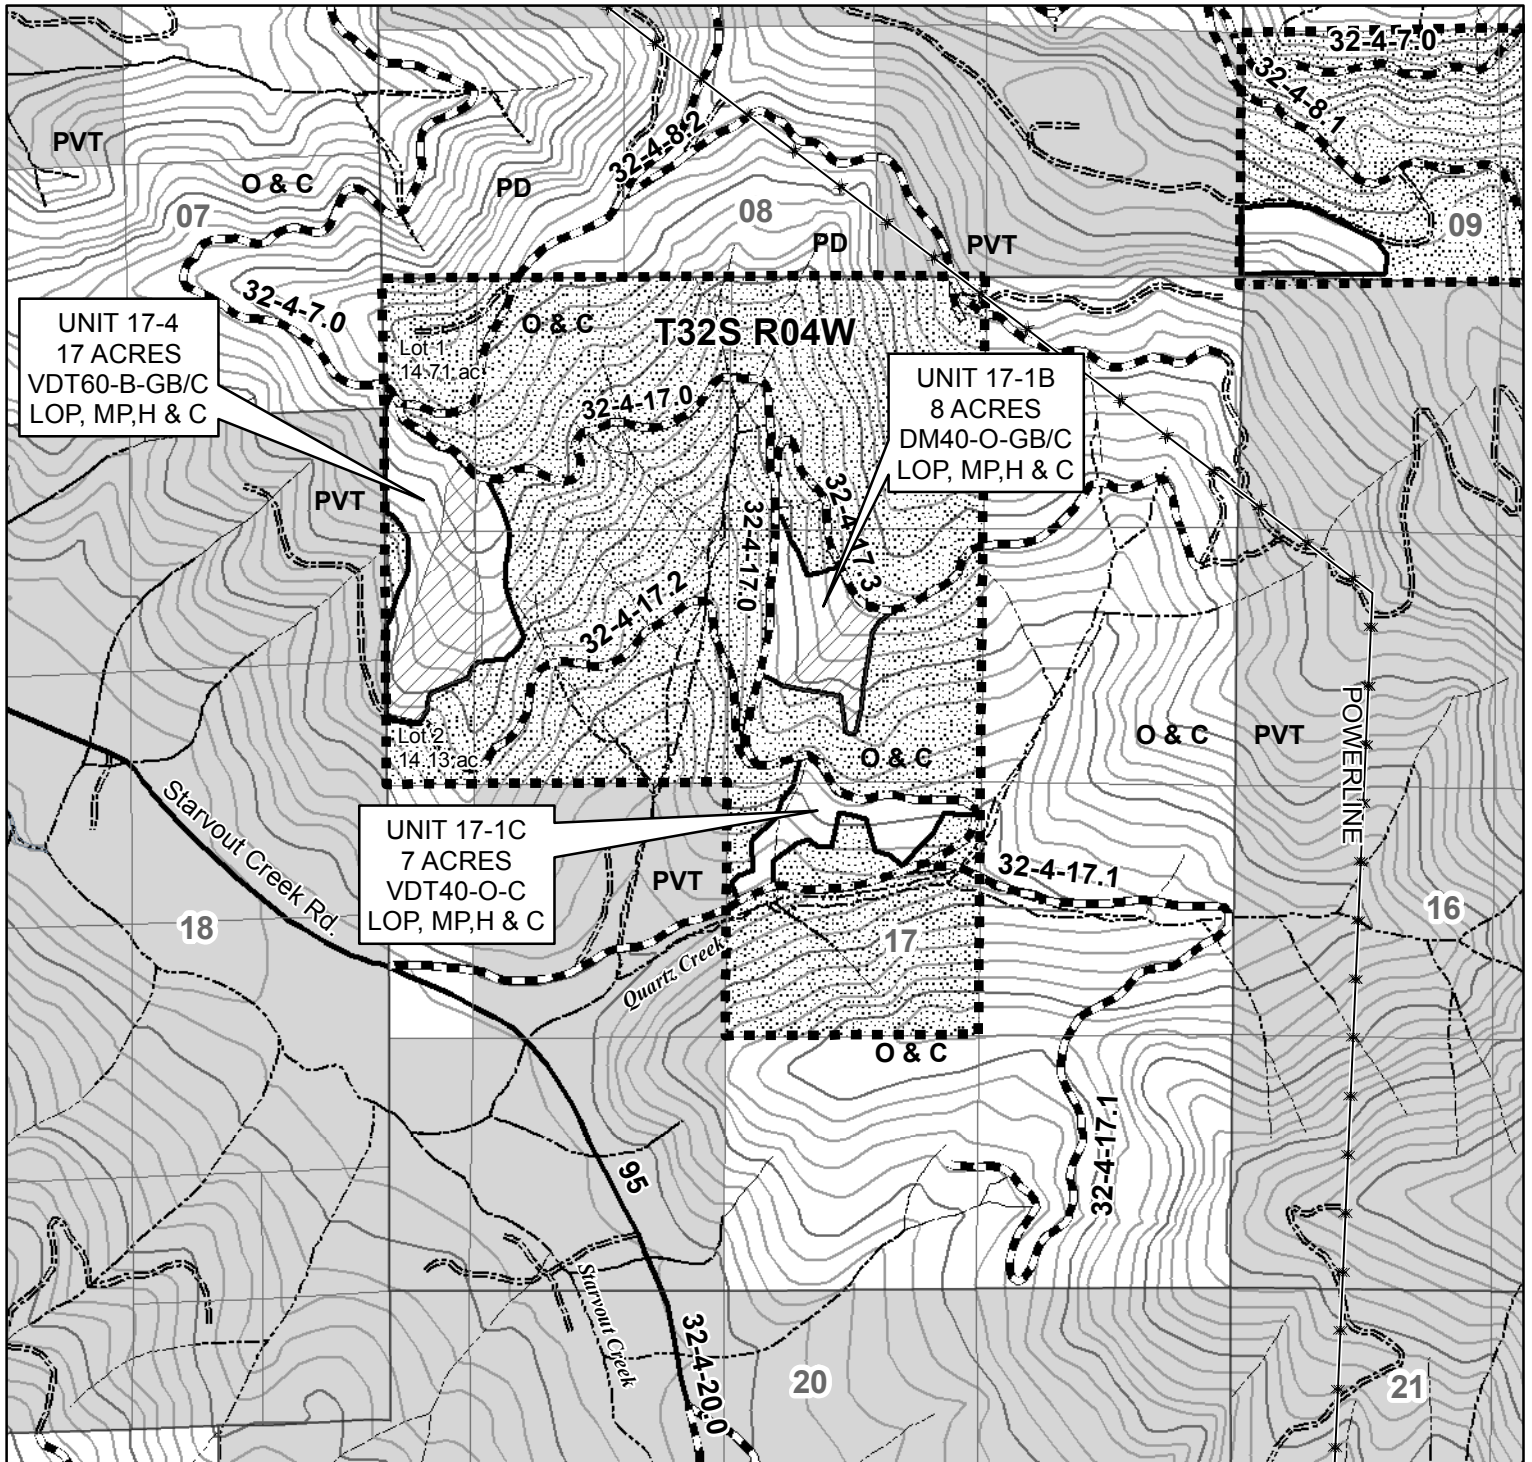 32-4-7.0
32-4-8.1
PVT
O & C
PD
32-4-8.2
07
08
PD
PVT
09
32-4-7.0
UNIT 17-4
17 ACRES
VDT60-B-GB/C
LOP, MP,H & C
Lot 1
14.71 ac
O & C
T32S R04W
UNIT 17-1B
8 ACRES
DM40-O-GB/C
LOP, MP,H & C
32-4-17.0
PVT
32-4-17.0
32-4-17.3
32-4-17.2
Lot 2
14.13 ac
O & C
O & C
PVT
POWERLINE
Starvout Creek Rd.
UNIT 17-1C
7 ACRES
VDT40-O-C
LOP, MP,H & C
PVT
32-4-17.1
18
17
16
Quartz Creek
O & C
32-4-17.1
95
Starvout Creek
32-4-20.0
20
21